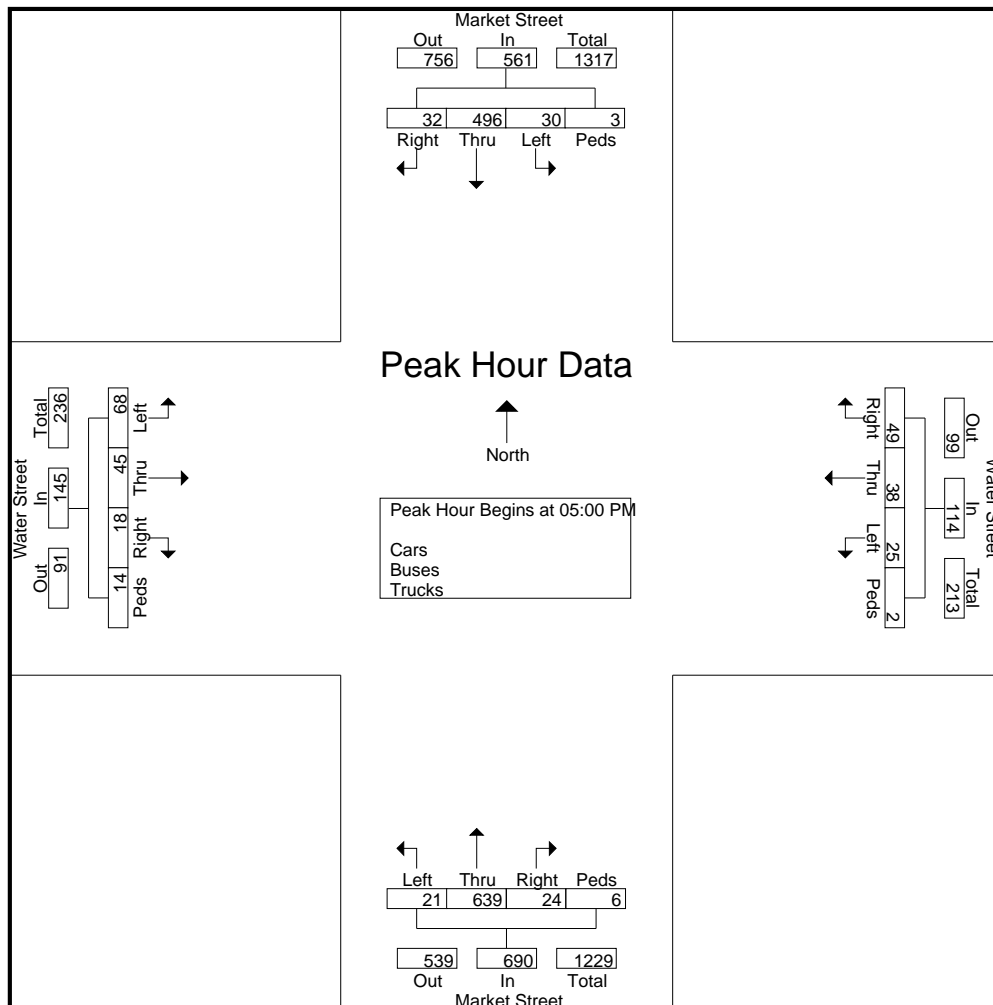 Market Street
Out In Total
756 561 1317
32 496 30 3
Right Thru Left Peds
Peak Hour Data
North
Peak Hour Begins at 05:00 PM
Cars
Buses
Trucks
Water Street
Out In Total
91 145 236
14 18 45 68
Peds Right Thru Left
Water Street
Out In Total
99 114 213
49 38 25 2
Right Thru Left Peds
Left Thru Right Peds
21 639 24 6
539 690 1229
Out In Total
Market Street